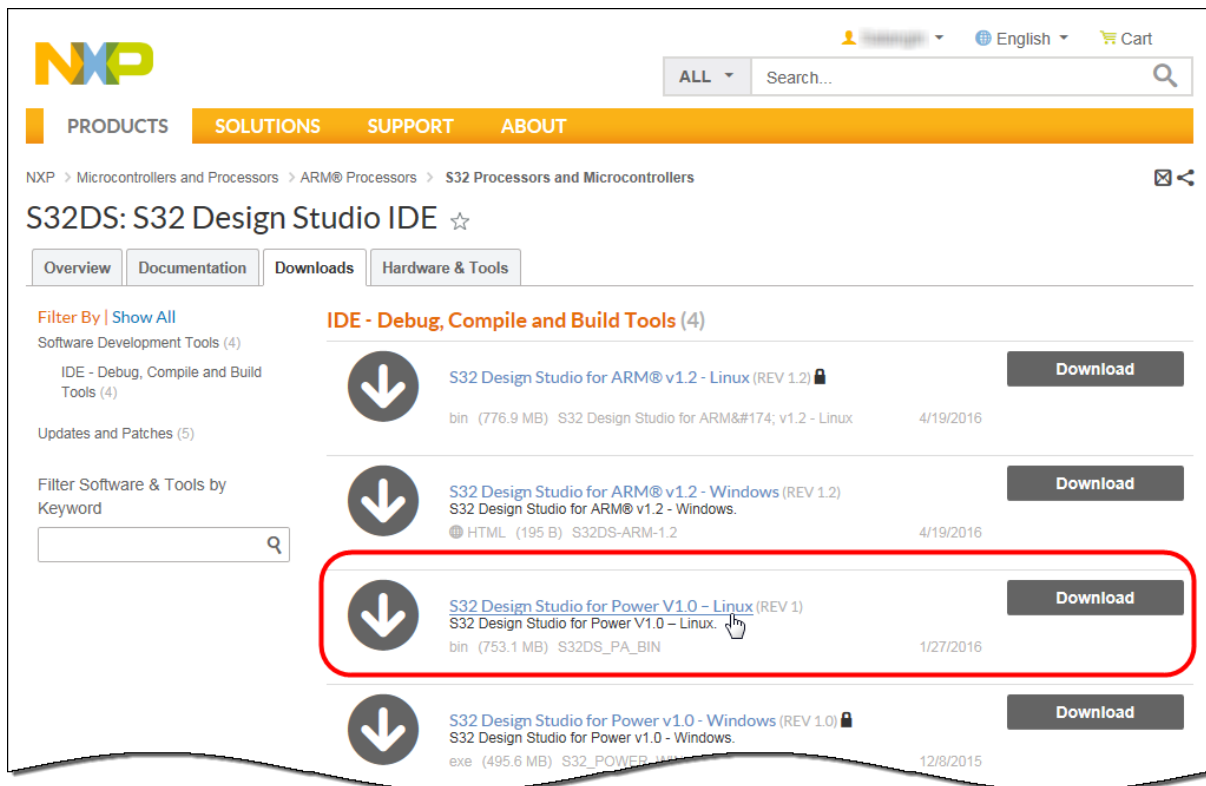 NXP
English
Cart
ALL
Search...
PRODUCTS SOLUTIONS SUPPORT ABOUT
NXP > Microcontrollers and Processors > ARM® Processors > S32 Processors and Microcontrollers
S32DS: S32 Design Studio IDE
Overview Documentation Downloads Hardware & Tools
Filter By | Show All
Software Development Tools (4)
IDE - Debug, Compile and Build
Tools (4)
Updates and Patches (5)
Filter Software & Tools by
Keyword
IDE - Debug, Compile and Build Tools (4)
S32 Design Studio for ARM® v1.2 - Linux (REV 1.2)
Download
bin (776.9 MB) S32 Design Studio for ARM&#174; v1.2 - Linux 4/19/2016
S32 Design Studio for ARM® v1.2 - Windows (REV 1.2)
Download
S32 Design Studio for ARM® v1.2 - Windows.
HTML (195 B) S32DS-ARM-1.2 4/19/2016
S32 Design Studio for Power V1.0 – Linux (REV 1)
Download
S32 Design Studio for Power V1.0 – Linux.
bin (753.1 MB) S32DS_PA_BIN 1/27/2016
S32 Design Studio for Power v1.0 - Windows (REV 1.0)
Download
S32 Design Studio for Power v1.0 - Windows.
exe (495.6 MB) 12/8/2015